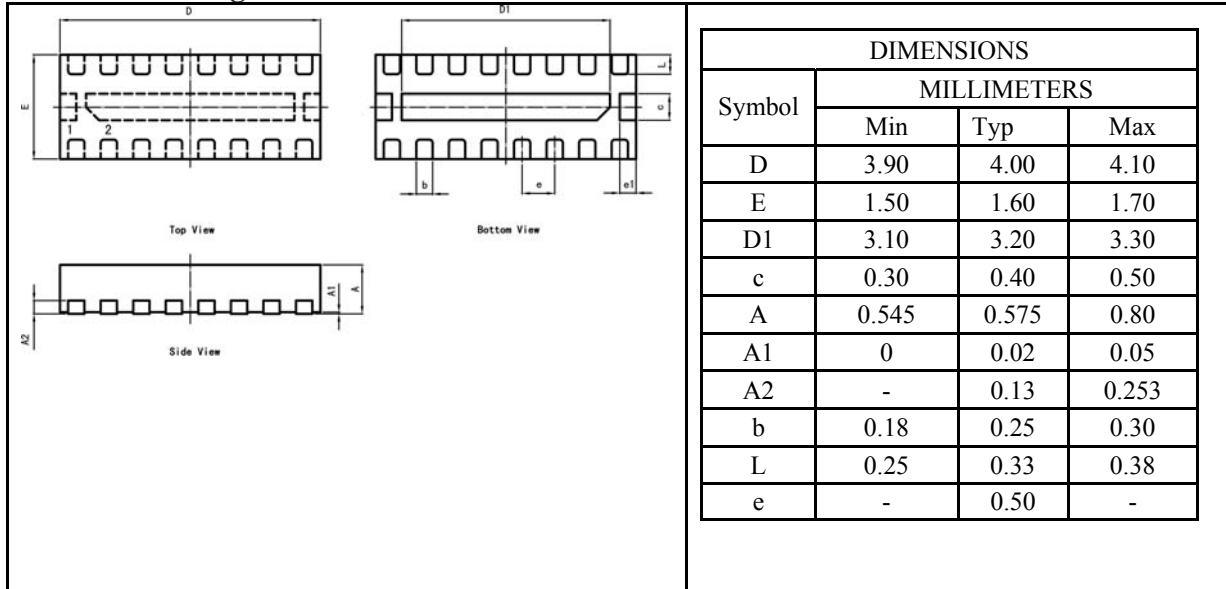 D
E
1 2
Top View
D1
L
c
b
e
e1
Bottom View
A2
A1
A
Side View
DIMENSIONS
Symbol MILLIMETERS
Min Typ Max
D 3.90 4.00 4.10
E 1.50 1.60 1.70
D1 3.10 3.20 3.30
c 0.30 0.40 0.50
A 0.545 0.575 0.80
A1 0 0.02 0.05
A2 - 0.13 0.253
b 0.18 0.25 0.30
L 0.25 0.33 0.38
e - 0.50 -